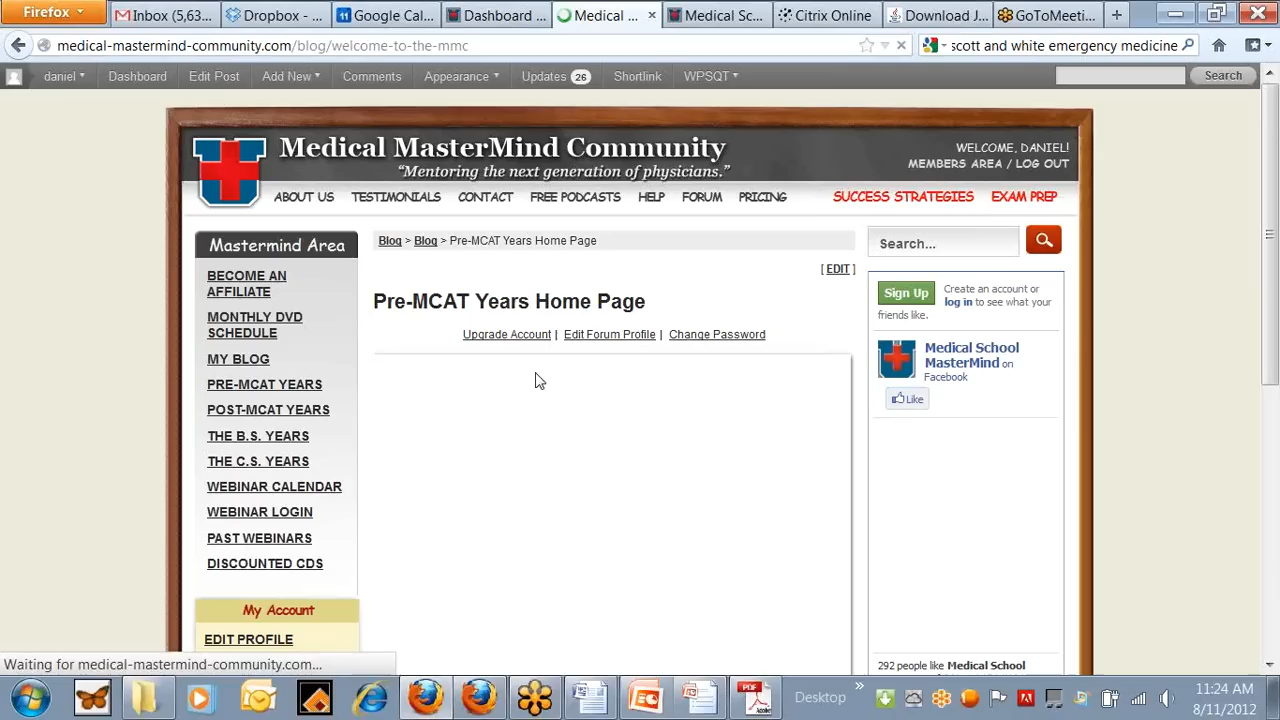 Firefox
Inbox (5,63...
Dropbox - ...
Google Cal...
Dashboard ...
Medical ...
Medical Sc...
Citrix Online
Download J...
GoToMeeti...
medical-mastermind-community.com/blog/welcome-to-the-mmc
scott and white emergency medicine
daniel
Dashboard
Edit Post
Add New
Comments
Appearance
Updates 26
Shortlink
WPSQT
Search
Medical MasterMind Community
"Mentoring the next generation of physicians."
WELCOME, DANIEL!
MEMBERS AREA / LOG OUT
ABOUT US
TESTIMONIALS
CONTACT
FREE PODCASTS
HELP
FORUM
PRICING
SUCCESS STRATEGIES
EXAM PREP
Mastermind Area
BECOME AN
AFFILIATE
MONTHLY DVD
SCHEDULE
MY BLOG
PRE-MCAT YEARS
POST-MCAT YEARS
THE B.S. YEARS
THE C.S. YEARS
WEBINAR CALENDAR
WEBINAR LOGIN
PAST WEBINARS
DISCOUNTED CDS
My Account
EDIT PROFILE
Blog > Blog > Pre-MCAT Years Home Page
[ EDIT ]
Pre-MCAT Years Home Page
Upgrade Account | Edit Forum Profile | Change Password
Search...
Sign Up
Create an account or
log in to see what your
friends like.
Medical School
MasterMind on
Facebook
Like
292 people like Medical School
Waiting for medical-mastermind-community.com...
Desktop
11:24 AM
8/11/2012